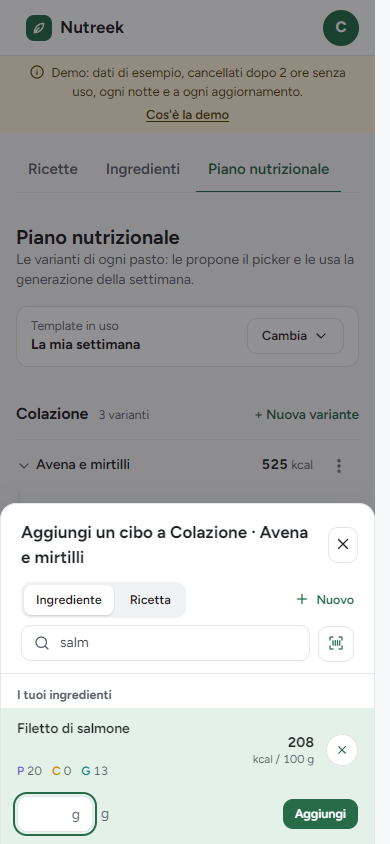 Nutreek
C
Demo: dati di esempio, cancellati dopo 2 ore senza
uso, ogni notte e a ogni aggiornamento.
Cos'è la demo
Ricette Ingredienti Piano nutrizionale
Piano nutrizionale
Le varianti di ogni pasto: le propone il picker e le usa la
generazione della settimana.
Template in uso
La mia settimana
Cambia
Colazione 3 varianti + Nuova variante
Avena e mirtilli 525 kcal
Aggiungi un cibo a Colazione · Avena
e mirtilli
Ingrediente Ricetta + Nuovo
salm
I tuoi ingredienti
Filetto di salmone
208
kcal / 100 g
P 20 C 0 G 13
g g Aggiungi